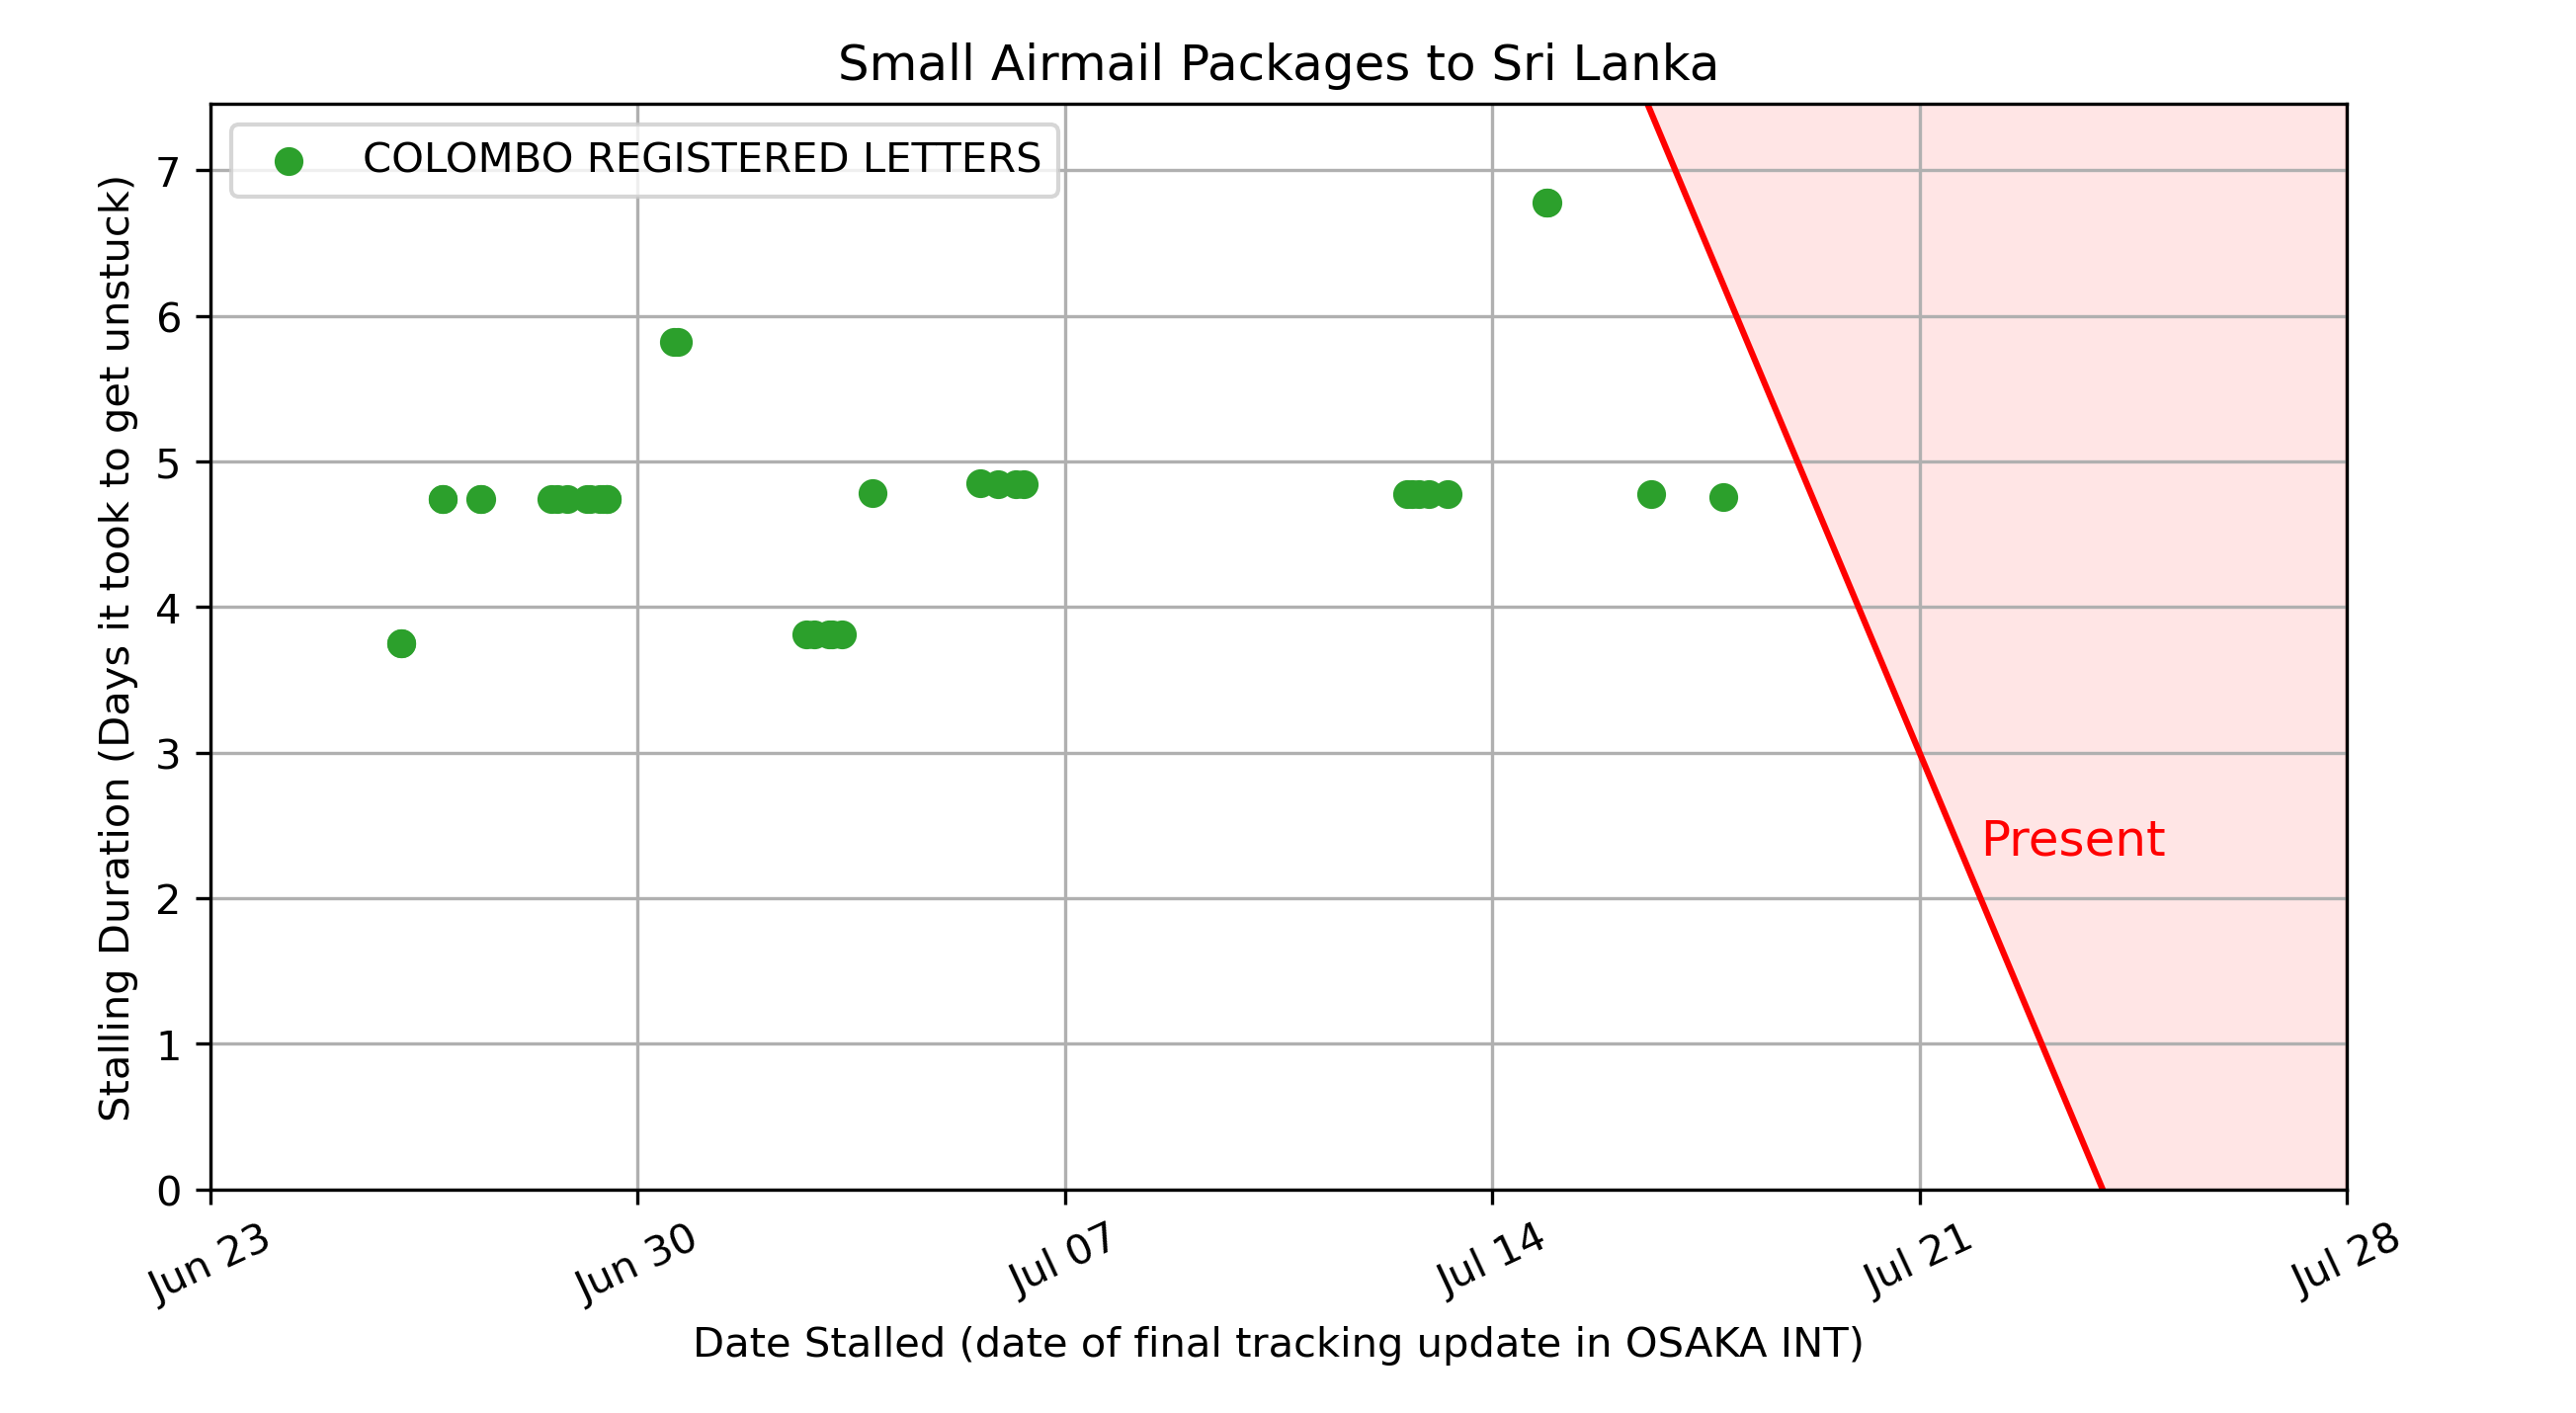 Small Airmail Packages to Sri Lanka
COLOMBO REGISTERED LETTERS
Stalling Duration (Days it took to get unstuck)
7
6
5
4
3
2
1
0
Present
Jun 23
Jun 30
Jul 07
Jul 14
Jul 21
Jul 28
Date Stalled (date of final tracking update in OSAKA INT)